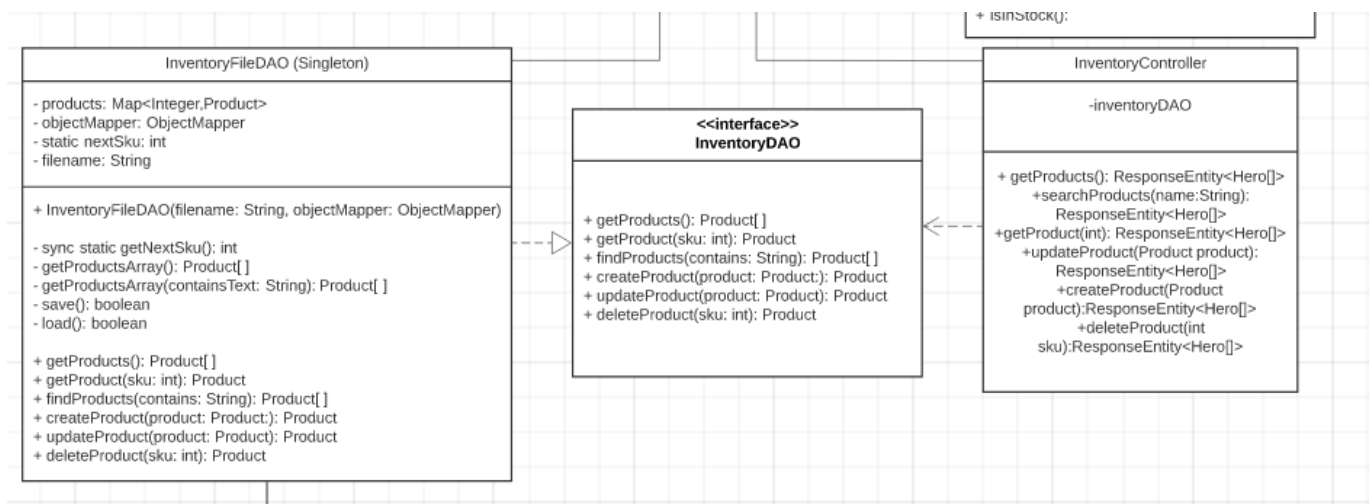 + isInStock():
InventoryFileDAO (Singleton)
- products: Map<Integer,Product>
- objectMapper: ObjectMapper
- static nextSku: int
- filename: String
+ InventoryFileDAO(filename: String, objectMapper: ObjectMapper)
- sync static getNextSku(): int
- getProductsArray(): Product[ ]
- getProductsArray(containsText: String): Product[ ]
- save(): boolean
- load(): boolean
+ getProducts(): Product[ ]
+ getProduct(sku: int): Product
+ findProducts(contains: String): Product[ ]
+ createProduct(product: Product:): Product
+ updateProduct(product: Product): Product
+ deleteProduct(sku: int): Product
<<interface>>
InventoryDAO
+ getProducts(): Product[ ]
+ getProduct(sku: int): Product
+ findProducts(contains: String): Product[ ]
+ createProduct(product: Product:): Product
+ updateProduct(product: Product): Product
+ deleteProduct(sku: int): Product
InventoryController
-inventoryDAO
+ getProducts(): ResponseEntity<Hero[]>
+searchProducts(name:String):
ResponseEntity<Hero[]>
+getProduct(int): ResponseEntity<Hero[]>
+updateProduct(Product product):
ResponseEntity<Hero[]>
+createProduct(Product
product):ResponseEntity<Hero[]>
+deleteProduct(int
sku):ResponseEntity<Hero[]>